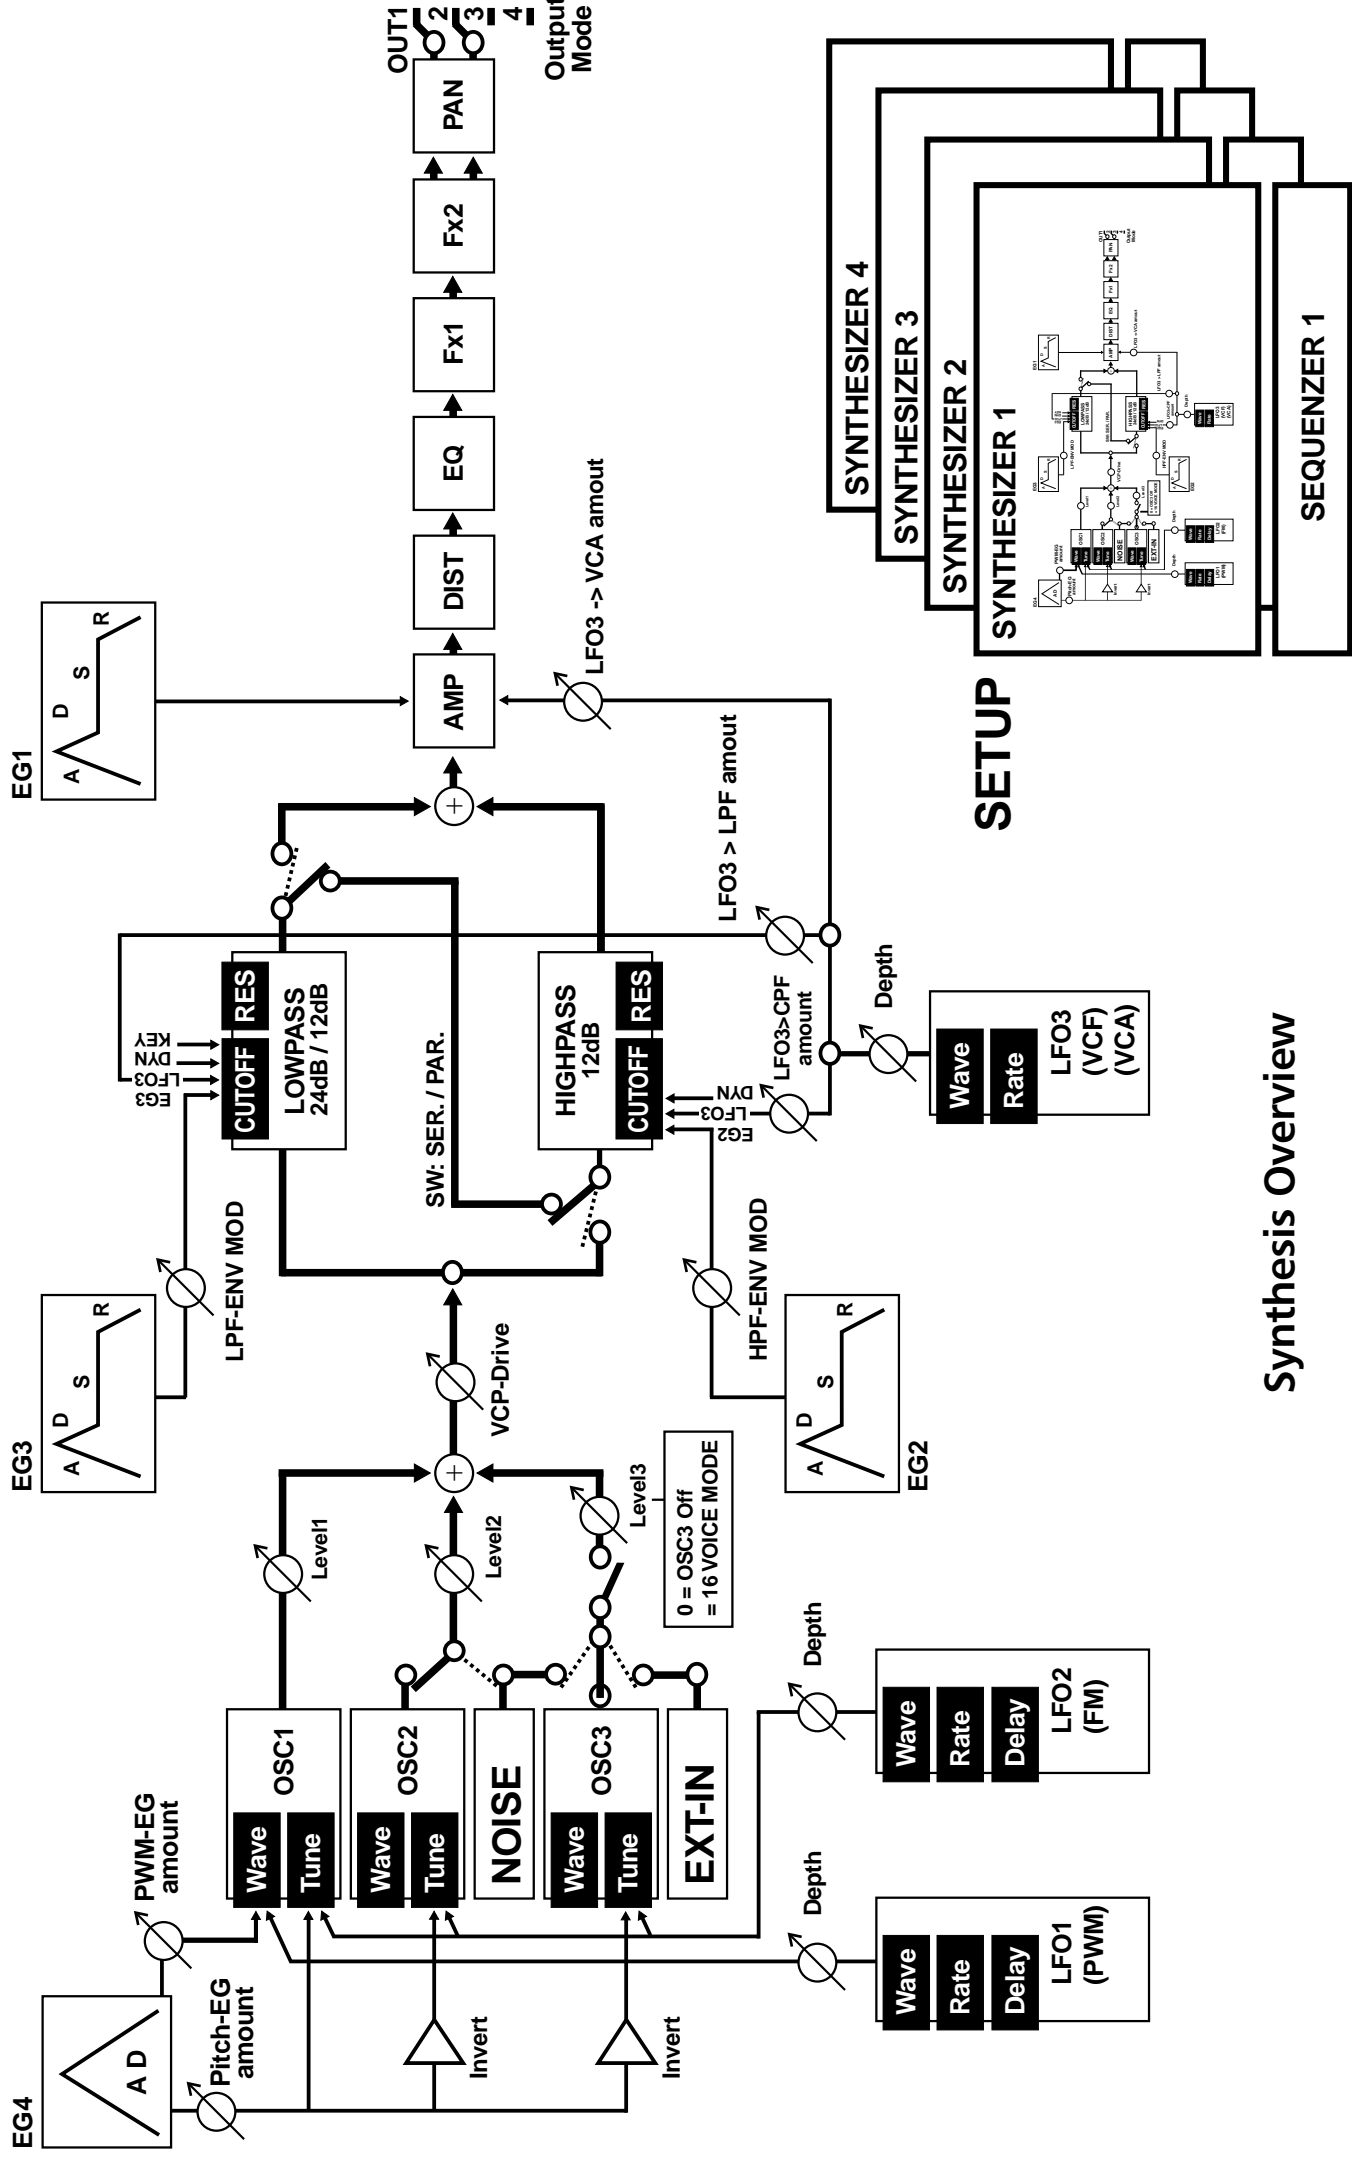 EG4
A D
PWM-EG
amount
Pitch-EG
amount
Invert
Invert
Wave
Tune
OSC1
Wave
Tune
OSC2
NOISE
Wave
Tune
OSC3
EXT-IN
Wave
Rate
Delay
LFO1
(PWM)
Depth
Wave
Rate
Delay
LFO2
(FM)
Depth
Level1
Level2
Level3
0 = OSC3 Off
= 16 VOICE MODE
VCP-Drive
EG3
A D S R
LPF-ENV MOD
EG2
A D S R
HPF-ENV MOD
EG3
LFO3
DYN
KEY
CUTOFF
RES
LOWPASS
24dB / 12dB
SW: SER. / PAR.
HIGHPASS
12dB
CUTOFF
RES
EG2
LFO3
DYN
LFO3>CPF
amount
LFO3 > LPF amout
Depth
Wave
Rate
LFO3
(VCF)
(VCA)
EG1
A D S R
AMP
LFO3 -> VCA amout
DIST
EQ
Fx1
Fx2
PAN
OUT1
2
3
4
Output
Mode
SETUP
SYNTHESIZER 4
SYNTHESIZER 3
SYNTHESIZER 2
SYNTHESIZER 1
SEQUENZER 1
Synthesis Overview